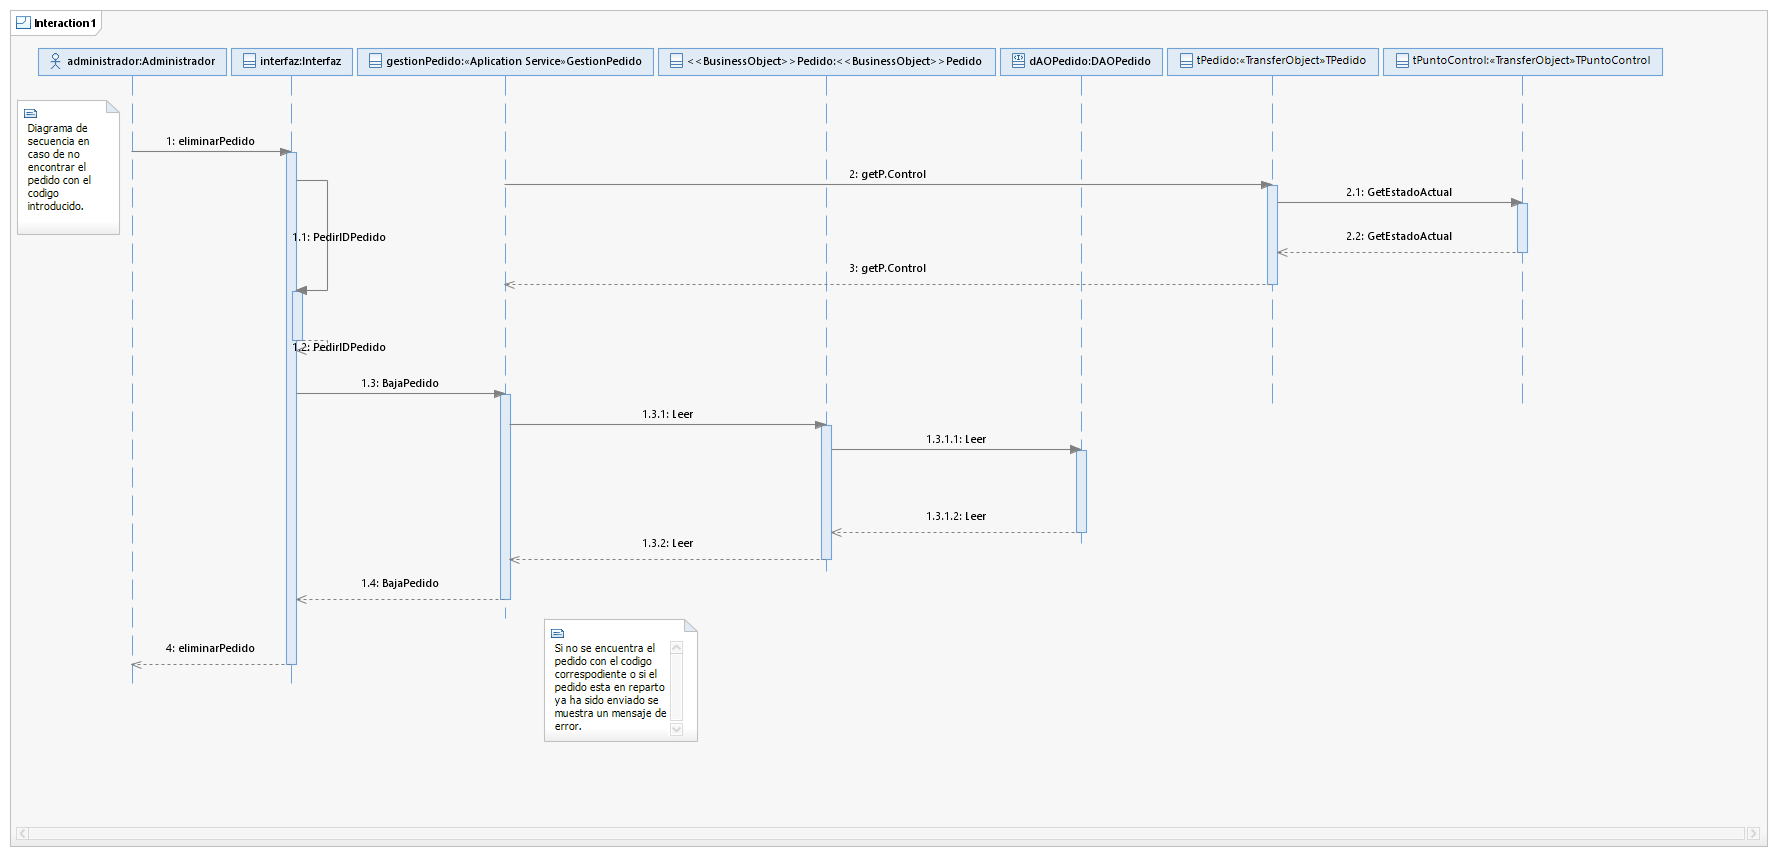 Interaction1
administrador:Administrador
interfaz:Interfaz
gestionPedido:«Aplication Service»GestionPedido
<<BusinessObject>>Pedido:<<BusinessObject>>Pedido
dAOPedido:DAOPedido
tPedido:«TransferObject»TPedido
tPuntoControl:«TransferObject»TPuntoControl
Diagrama de
secuencia en
caso de no
encontrar el
pedido con el
codigo
introducido.
1: eliminarPedido
2: getP.Control
2.1: GetEstadoActual
1.1: PedirIDPedido
2.2: GetEstadoActual
3: getP.Control
1.2: PedirIDPedido
1.3: BajaPedido
1.3.1: Leer
1.3.1.1: Leer
1.3.1.2: Leer
1.3.2: Leer
1.4: BajaPedido
4: eliminarPedido
Si no se encuentra el
pedido con el codigo
correspodiente o si el
pedido esta en reparto
ya ha sido enviado se
muestra un mensaje de
error.